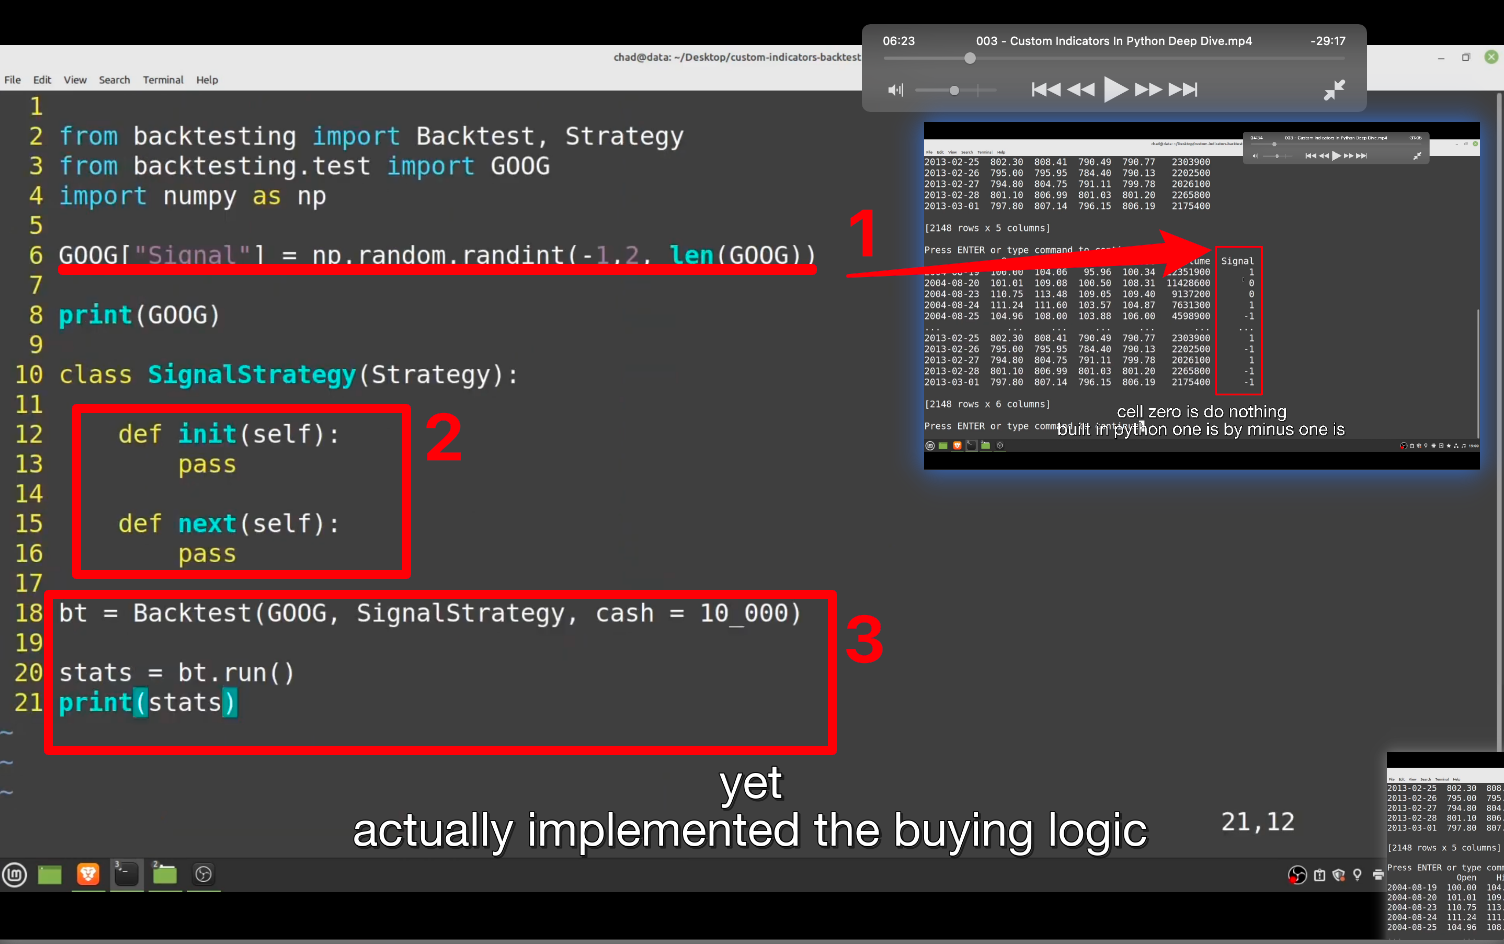 06:23 003 - Custom Indicators In Python Deep Dive.mp4 -29:17
chad@data: ~/Desktop/custom-indicators-backtest
File Edit View Search Terminal Help
1
2 from backtesting import Backtest, Strategy
3 from backtesting.test import GOOG
4 import numpy as np
5
6 GOOG["Signal"] = np.random.randint(-1,2, len(GOOG))
7
8 print(GOOG)
9
10 class SignalStrategy(Strategy):
11
12 def init(self):
13 pass
14
15 def next(self):
16 pass
17
18 bt = Backtest(GOOG, SignalStrategy, cash = 10_000)
19
20 stats = bt.run()
21 print(stats)
~
~
~
1
2
3
2013-02-25 802.30 808.41 790.49 790.77 2303900
2013-02-26 795.00 795.95 784.40 790.13 2202500
2013-02-27 794.80 804.75 791.11 799.78 2026100
2013-02-28 801.10 806.99 801.03 801.20 2265800
2013-03-01 797.80 807.14 796.15 806.19 2175400
[2148 rows x 5 columns]
Press ENTER or type command to
Signal
2004-08-19 100.00 104.06 95.96 100.34 22351900 1
2004-08-20 101.01 109.08 100.50 108.31 11428600 0
2004-08-23 110.75 113.48 109.05 109.40 9137200 0
2004-08-24 111.24 111.60 103.57 104.87 7631300 1
2004-08-25 104.96 108.00 103.88 106.00 4598900 -1
... ... ... ... ... ... ...
2013-02-25 802.30 808.41 790.49 790.77 2303900 1
2013-02-26 795.00 795.95 784.40 790.13 2202500 -1
2013-02-27 794.80 804.75 791.11 799.78 2026100 1
2013-02-28 801.10 806.99 801.03 801.20 2265800 -1
2013-03-01 797.80 807.14 796.15 806.19 2175400 -1
[2148 rows x 6 columns]
Press ENTER or type command to continue
cell zero is do nothing
built in python one is by minus one is
yet
actually implemented the buying logic
21,12
2013-02-25 802.30 808.
2013-02-26 795.00 795.
2013-02-27 794.80 804
2013-02-28 801.10 806
2013-03-01 797.80 807.
[2148 rows x 5 columns]
Press ENTER or type comm
Open Hi
2004-08-19 100.00 104.
2004-08-20 101.01 109.
2004-08-23 110.75 113.
2004-08-24 111.24 111.
2004-08-25 104.96 108.